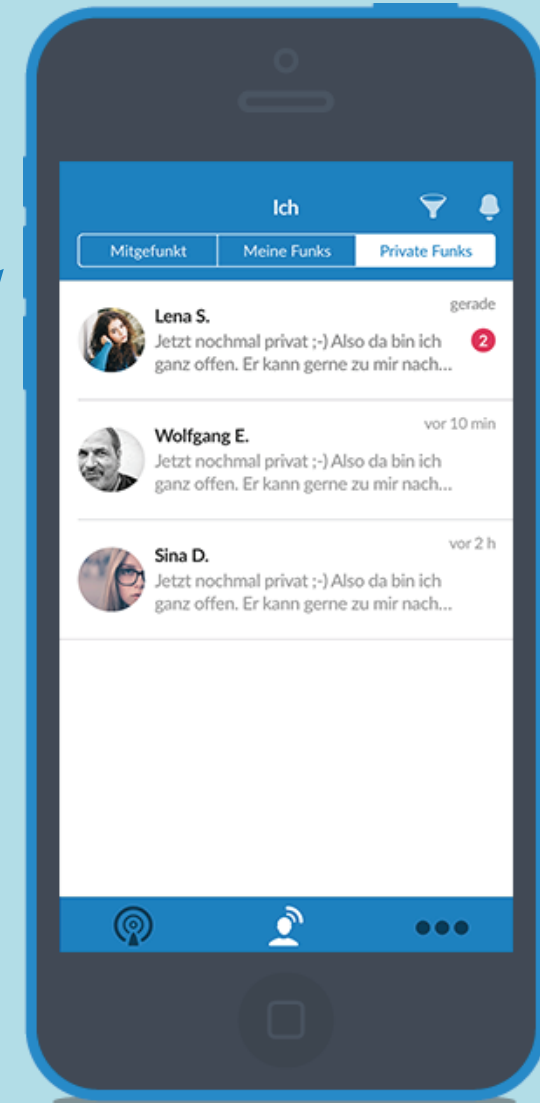 Ich
Mitgefunkt Meine Funks Private Funks
Lena S. gerade
Jetzt nochmal privat ;-) Also da bin ich 2
ganz offen. Er kann gerne zu mir nach...
Wolfgang E. vor 10 min
Jetzt nochmal privat ;-) Also da bin ich
ganz offen. Er kann gerne zu mir nach...
Sina D. vor 2 h
Jetzt nochmal privat ;-) Also da bin ich
ganz offen. Er kann gerne zu mir nach...